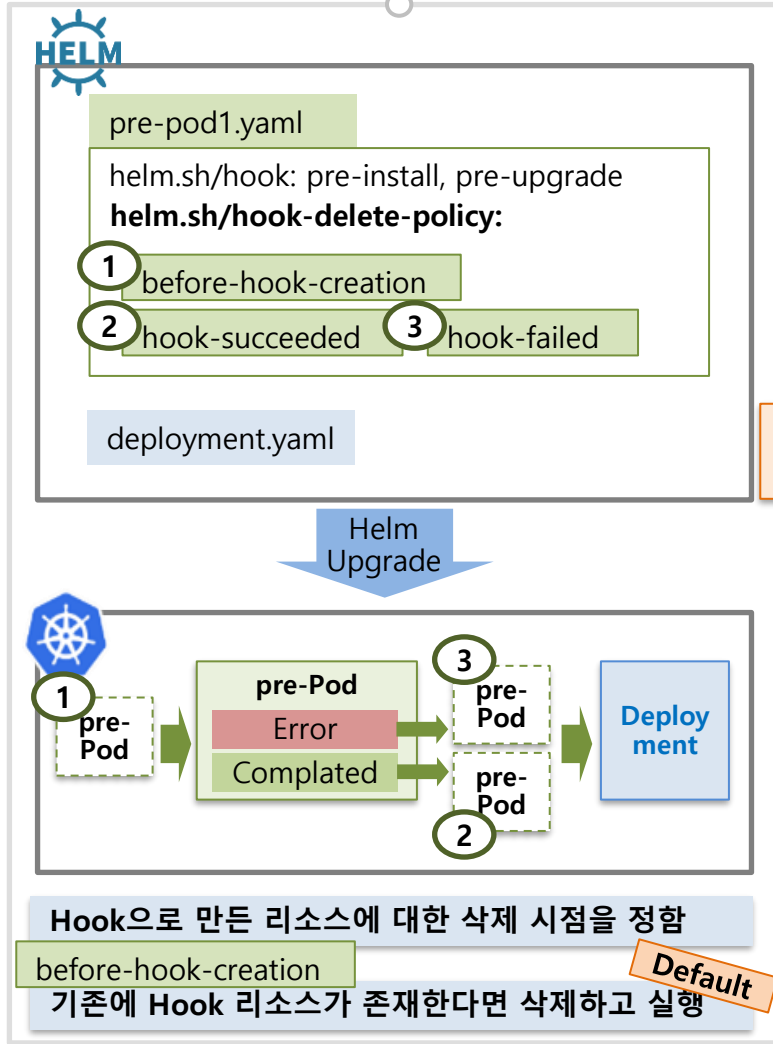 HELM
pre-pod1.yaml
helm.sh/hook: pre-install, pre-upgrade
helm.sh/hook-delete-policy:
1
before-hook-creation
2
hook-succeeded
3
hook-failed
deployment.yaml
Helm
Upgrade
1
pre-
Pod
pre-Pod
Error
Complated
3
pre-
Pod
pre-
Pod
2
Deploy
ment
Hook으로 만든 리소스에 대한 삭제 시점을 정함
before-hook-creation
Default
기존에 Hook 리소스가 존재한다면 삭제하고 실행